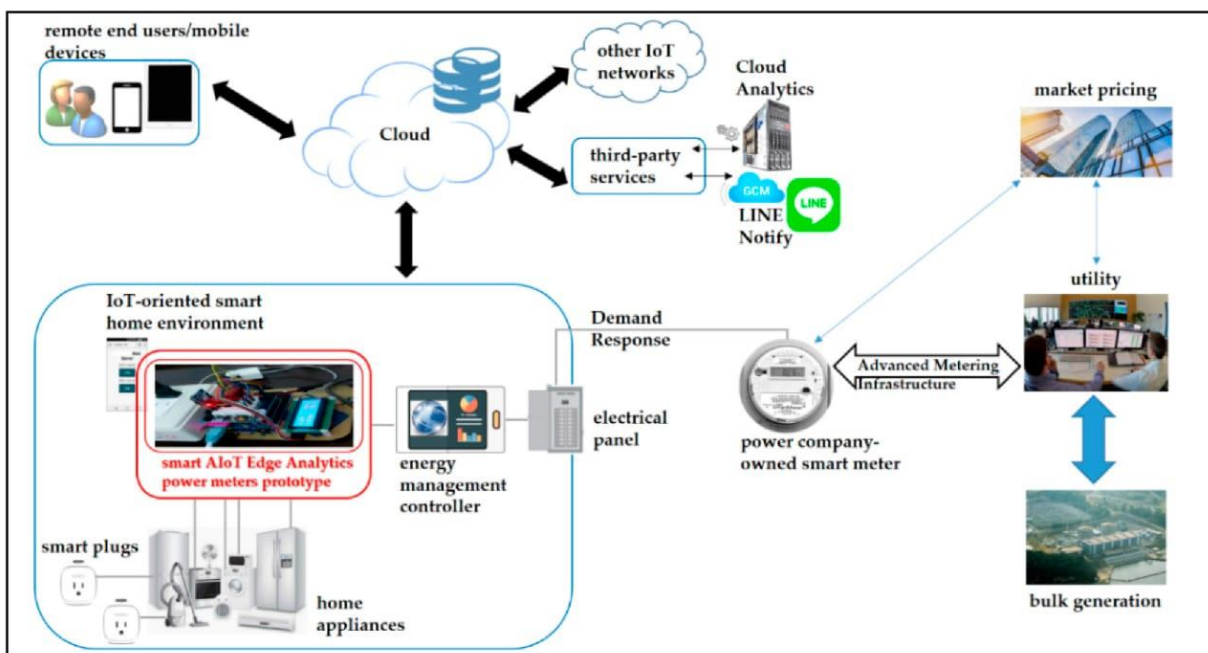 remote end users/mobile
devices
other IoT
networks
Cloud
Analytics
market pricing
Cloud
third-party
services
GCM
LINE
LINE
Notify
utility
IoT-oriented smart
home environment
Demand
Response
Advanced Metering
Infrastructure
electrical
panel
power company-
owned smart meter
smart AIoT Edge Analytics
power meters prototype
energy
management
controller
smart plugs
home
appliances
bulk generation